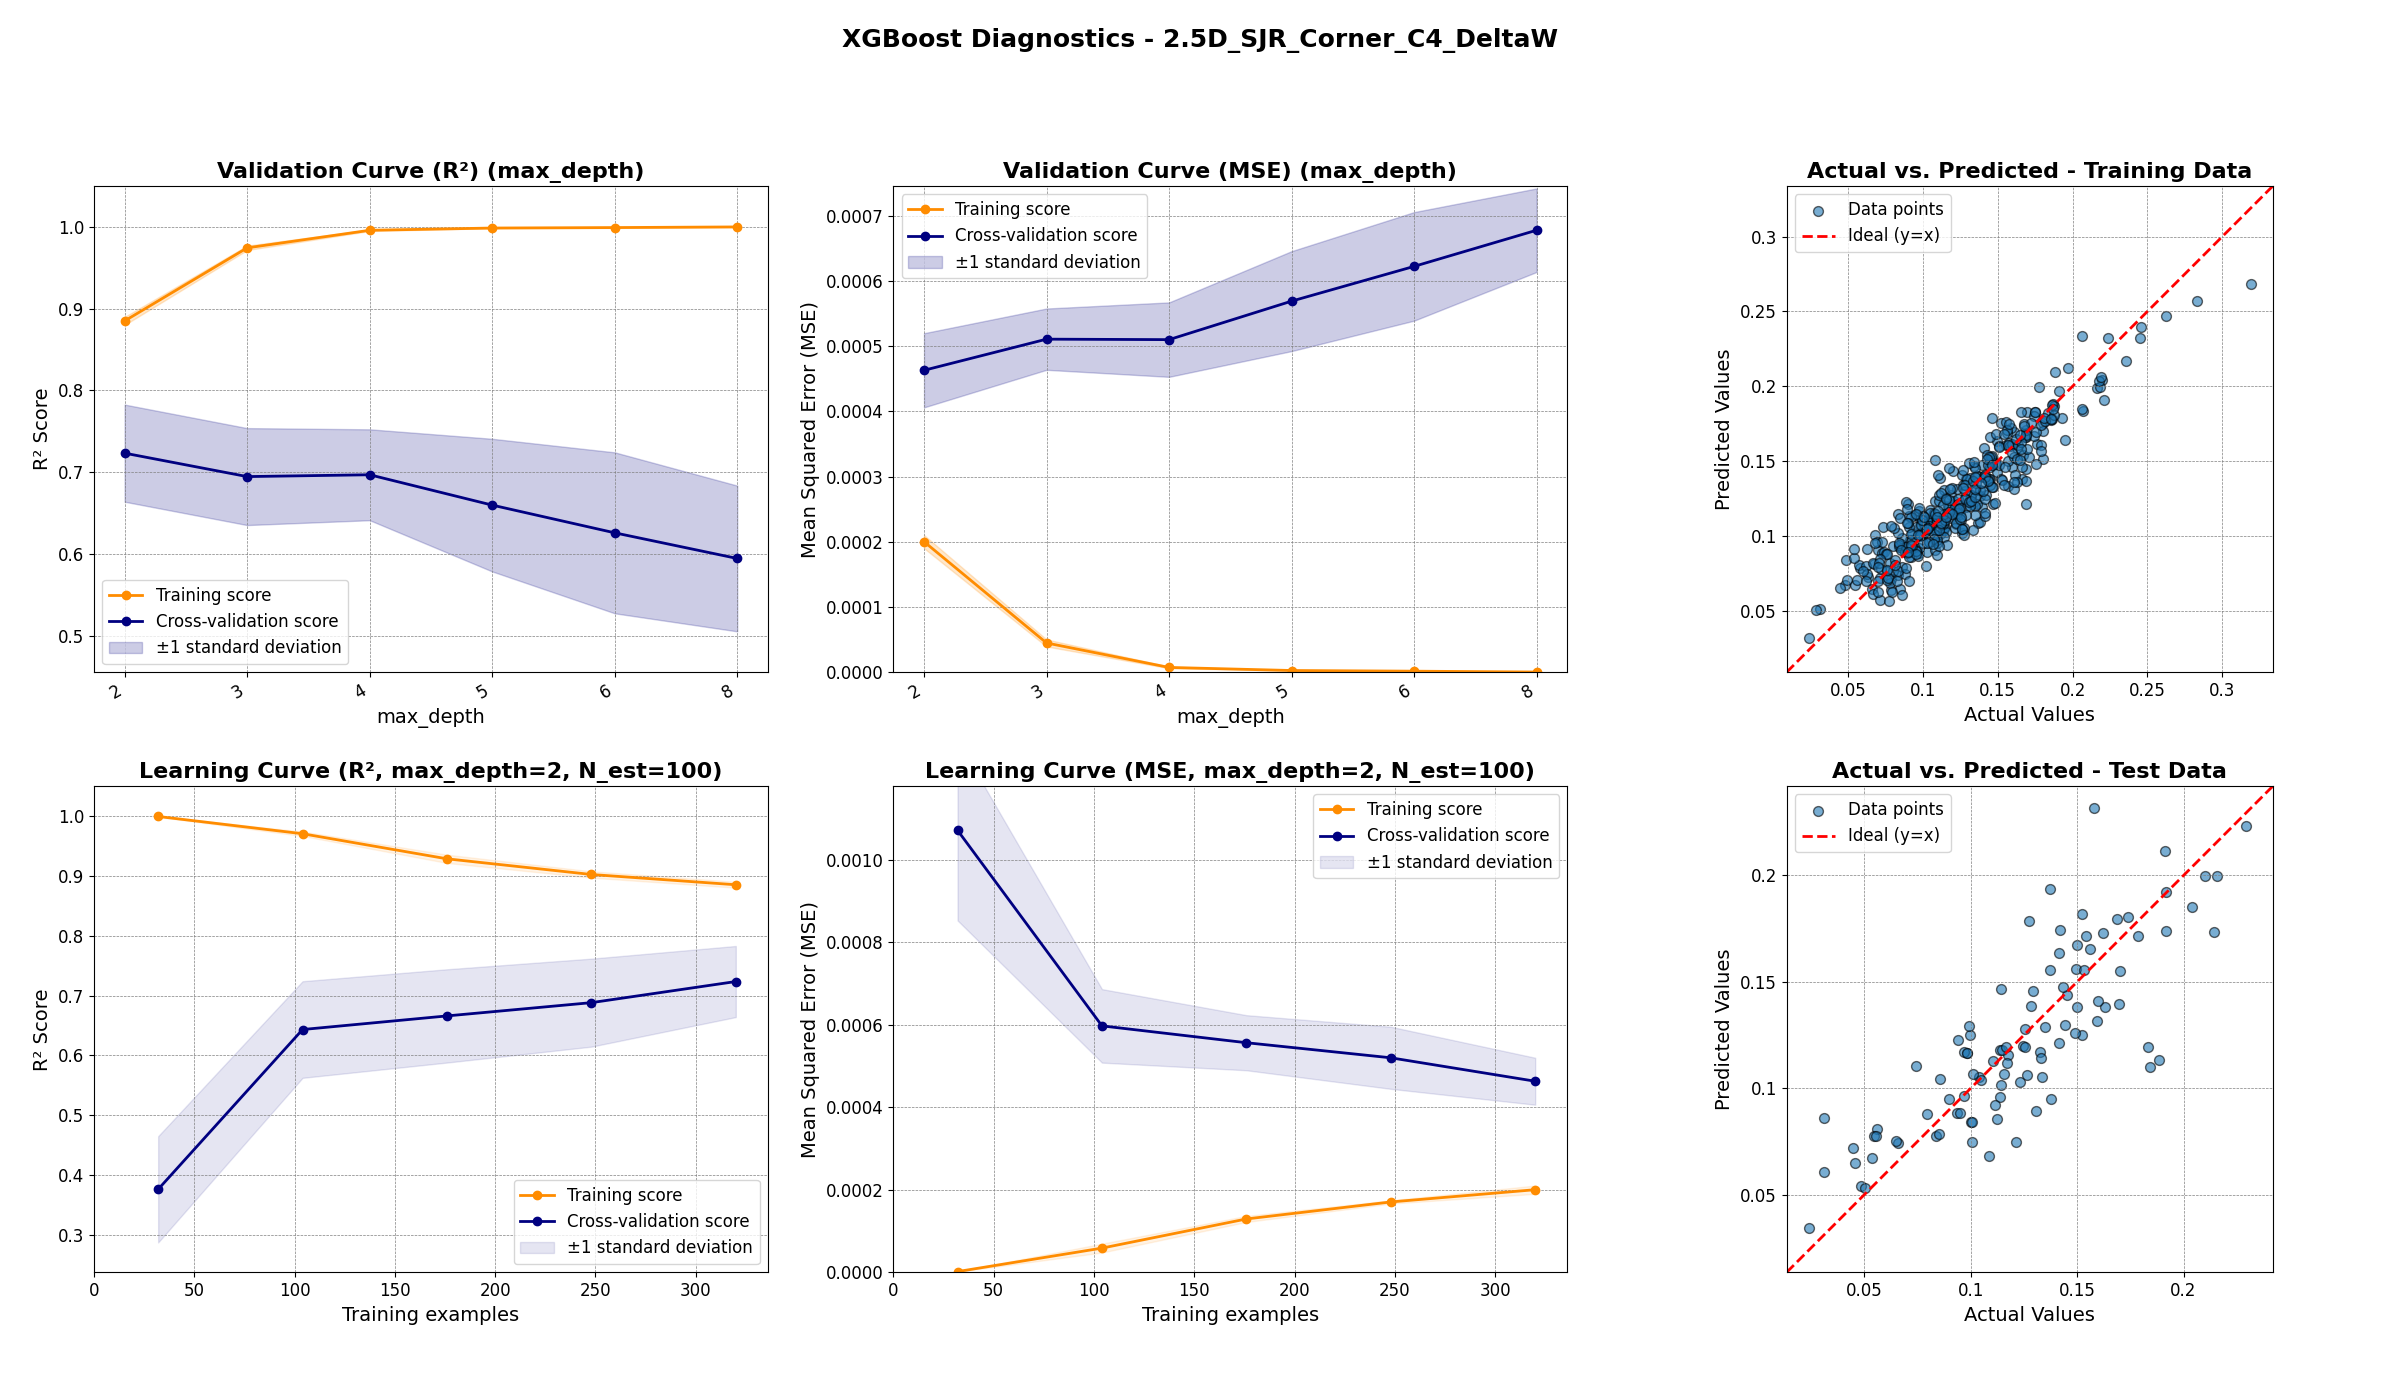 XGBoost Diagnostics - 2.5D_SJR_Corner_C4_DeltaW
Validation Curve (R²) (max_depth)
R² Score
1.0
0.9
0.8
0.7
0.6
0.5
Training score
Cross-validation score
±1 standard deviation
2 3 4 5 6 8
max_depth
Validation Curve (MSE) (max_depth)
Mean Squared Error (MSE)
0.0007
0.0006
0.0005
0.0004
0.0003
0.0002
0.0001
0.0000
Training score
Cross-validation score
±1 standard deviation
2 3 4 5 6 8
max_depth
Actual vs. Predicted - Training Data
Predicted Values
0.3
0.25
0.2
0.15
0.1
0.05
Data points
Ideal (y=x)
0.05 0.1 0.15 0.2 0.25 0.3
Actual Values
Learning Curve (R², max_depth=2, N_est=100)
R² Score
1.0
0.9
0.8
0.7
0.6
0.5
0.4
0.3
Training score
Cross-validation score
±1 standard deviation
0 50 100 150 200 250 300
Training examples
Learning Curve (MSE, max_depth=2, N_est=100)
Mean Squared Error (MSE)
0.0010
0.0008
0.0006
0.0004
0.0002
0.0000
Training score
Cross-validation score
±1 standard deviation
0 50 100 150 200 250 300
Training examples
Actual vs. Predicted - Test Data
Predicted Values
0.2
0.15
0.1
0.05
Data points
Ideal (y=x)
0.05 0.1 0.15 0.2
Actual Values